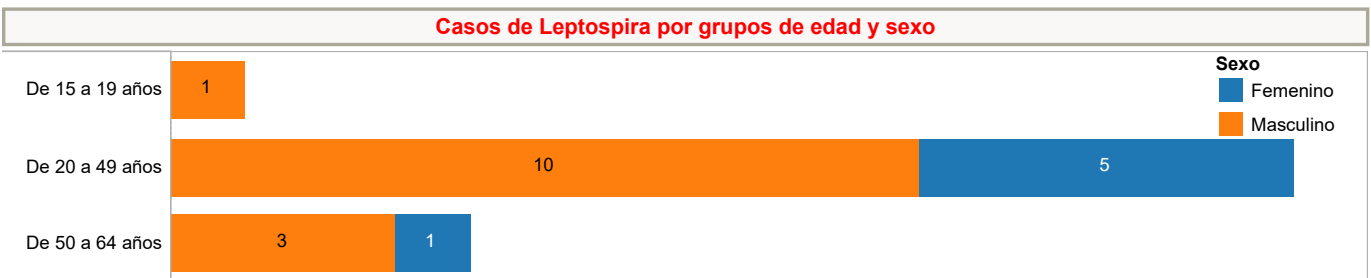 Casos de Leptospira por grupos de edad y sexo
Sexo
Femenino
Masculino
De 15 a 19 años 1
De 20 a 49 años 10 5
De 50 a 64 años 3 1